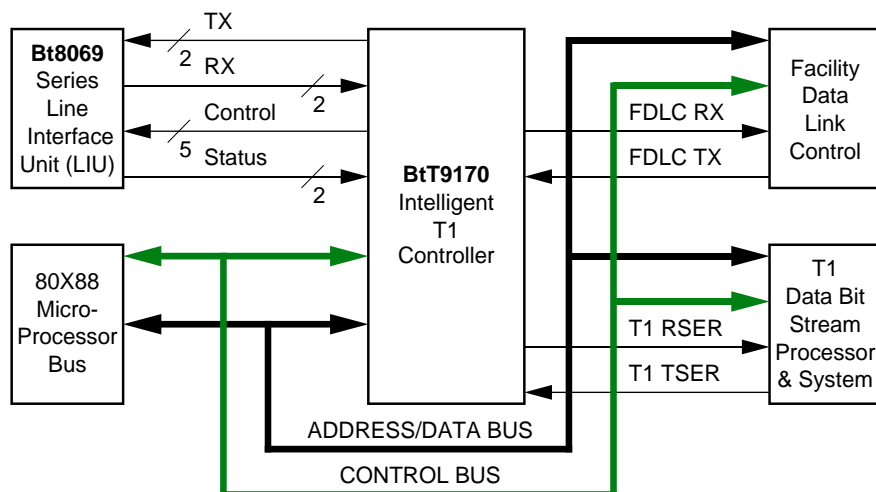 Bt8069
Series
Line
Interface
Unit (LIU)
TX
2
RX
2
Control
5
Status
2
BtT9170
Intelligent
T1
Controller
FDLC RX
FDLC TX
Facility
Data
Link
Control
80X88
Micro-
Processor
Bus
T1 RSER
T1 TSER
T1
Data Bit
Stream
Processor
& System
ADDRESS/DATA BUS
CONTROL BUS